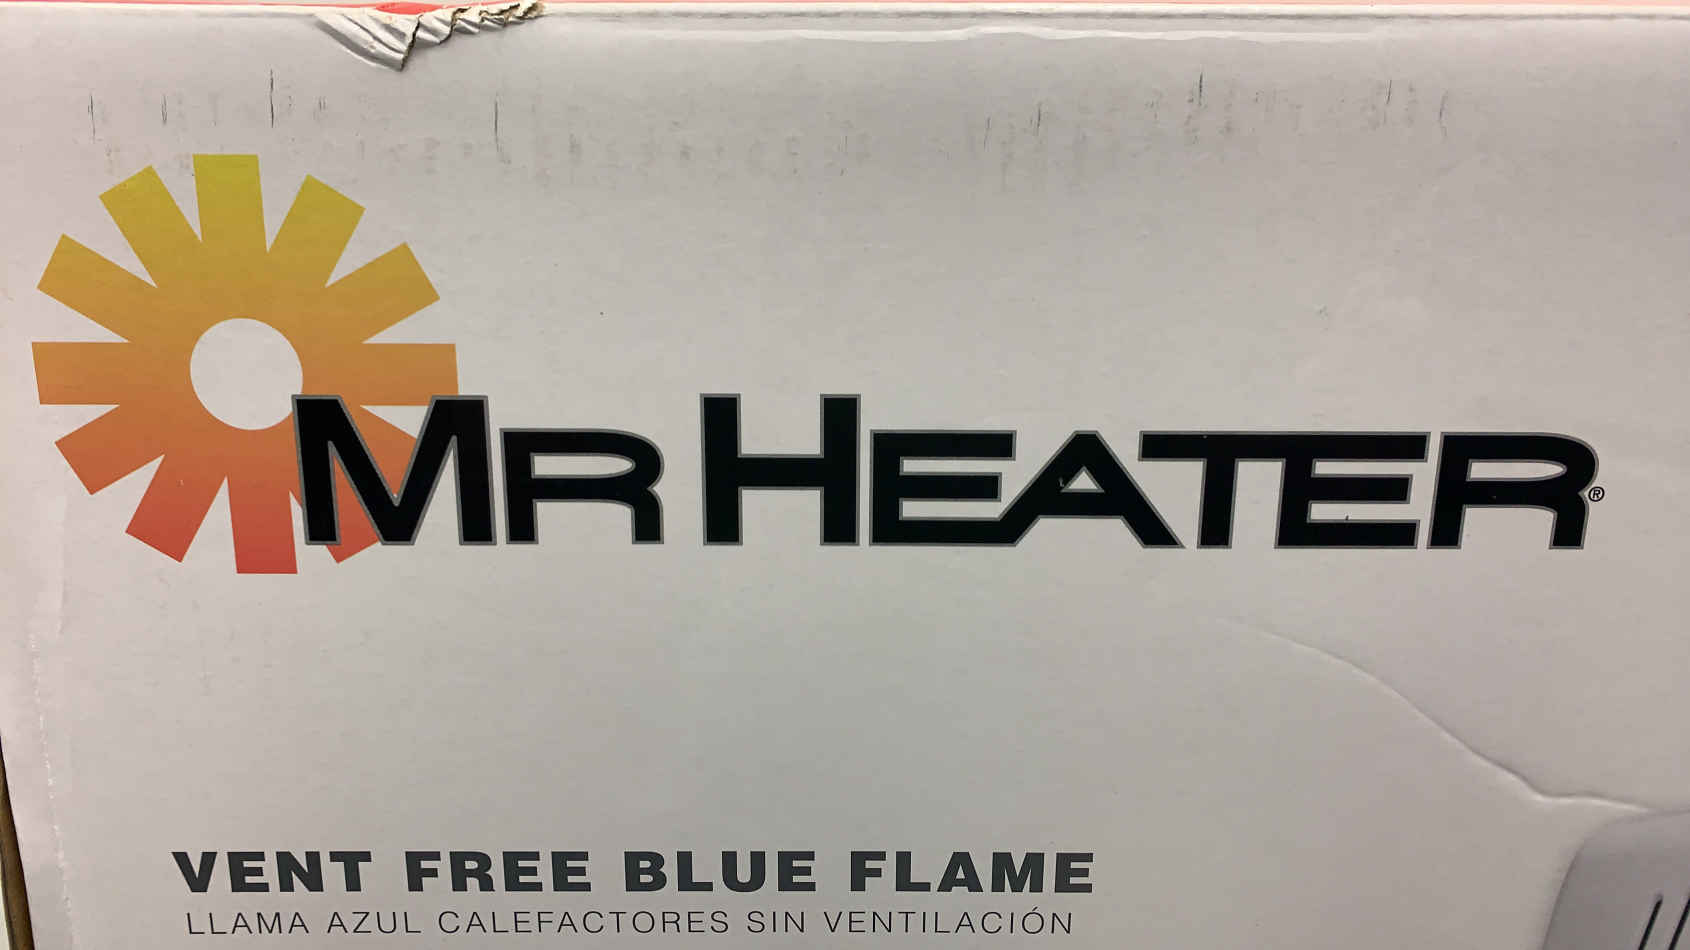 MR HEATER®
VENT FREE BLUE FLAME
LLAMA AZUL CALEFACTORES SIN VENTILACIÓN